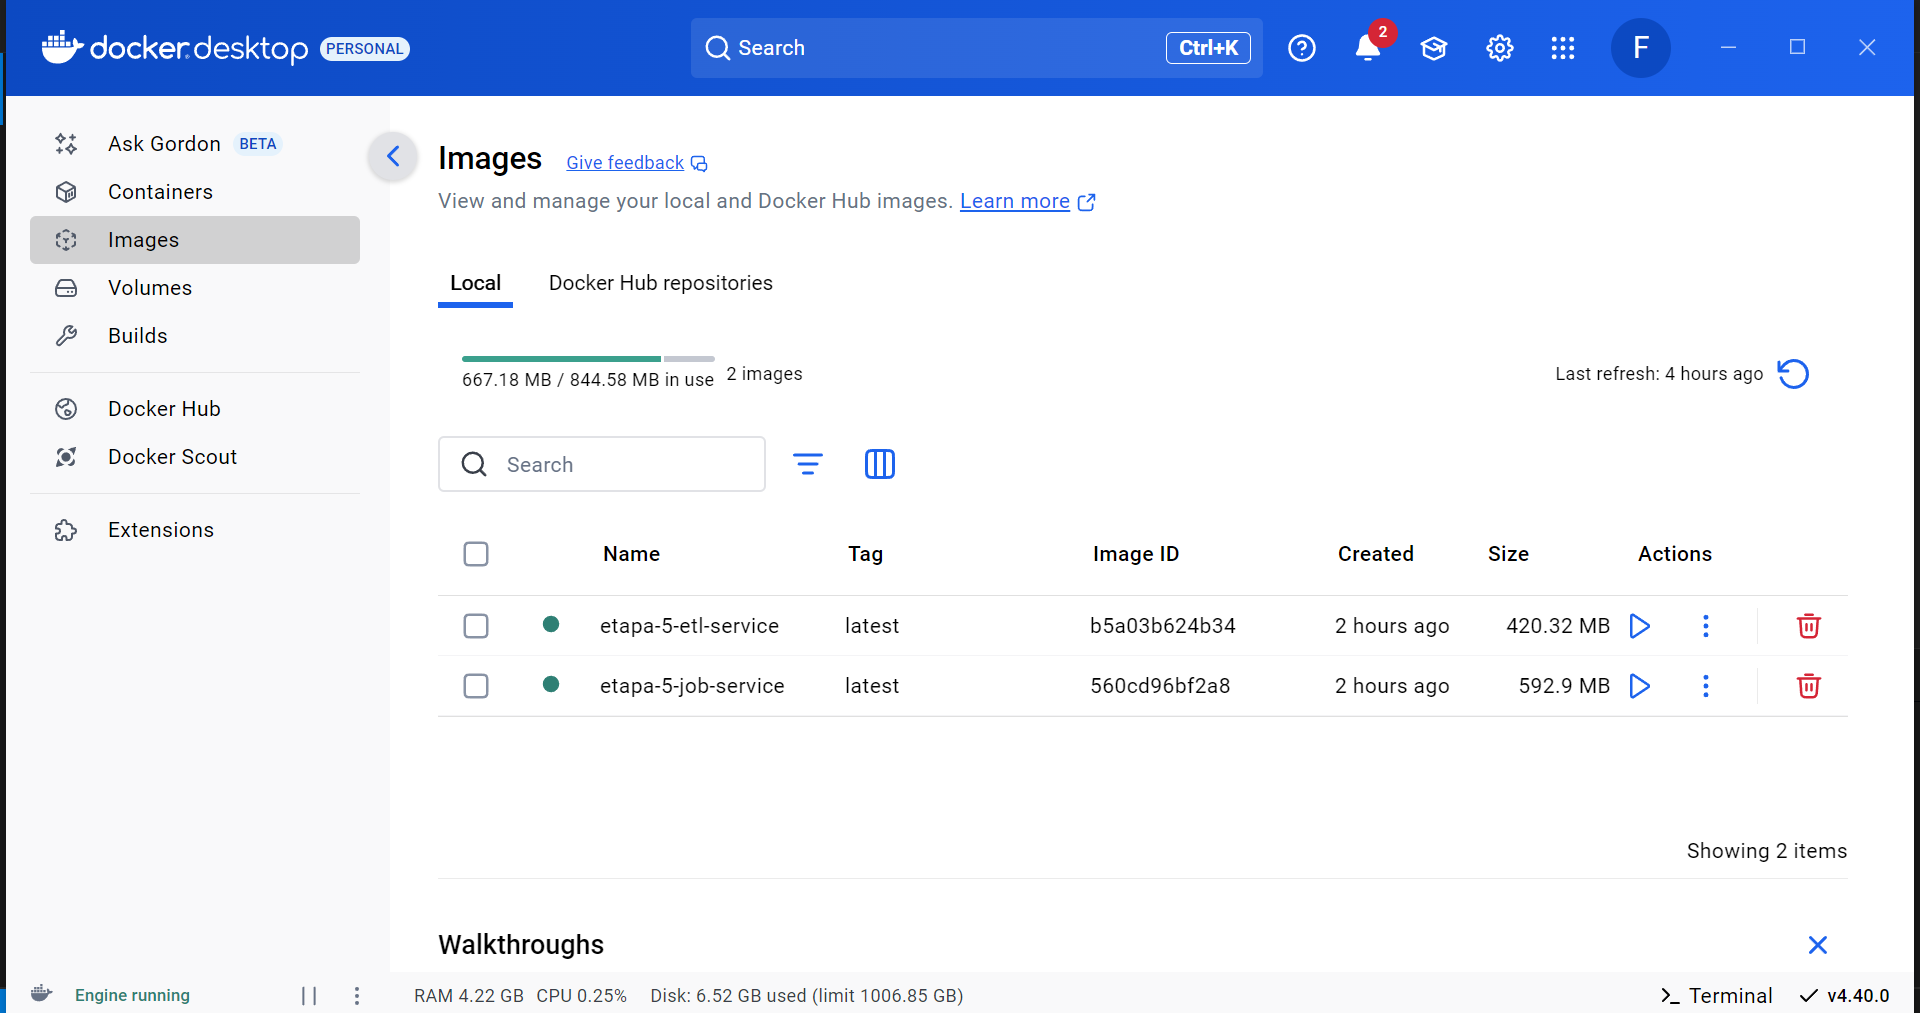 docker.desktop PERSONAL
Search Ctrl+K 2 F
Ask Gordon BETA
Containers
Images
Volumes
Builds
Docker Hub
Docker Scout
Extensions
Images Give feedback
View and manage your local and Docker Hub images. Learn more
Local Docker Hub repositories
667.18 MB / 844.58 MB in use 2 images
Last refresh: 4 hours ago
Search
Name Tag Image ID Created Size Actions
etapa-5-etl-service latest b5a03b624b34 2 hours ago 420.32 MB
etapa-5-job-service latest 560cd96bf2a8 2 hours ago 592.9 MB
Showing 2 items
Walkthroughs
Engine running RAM 4.22 GB CPU 0.25% Disk: 6.52 GB used (limit 1006.85 GB) Terminal v4.40.0